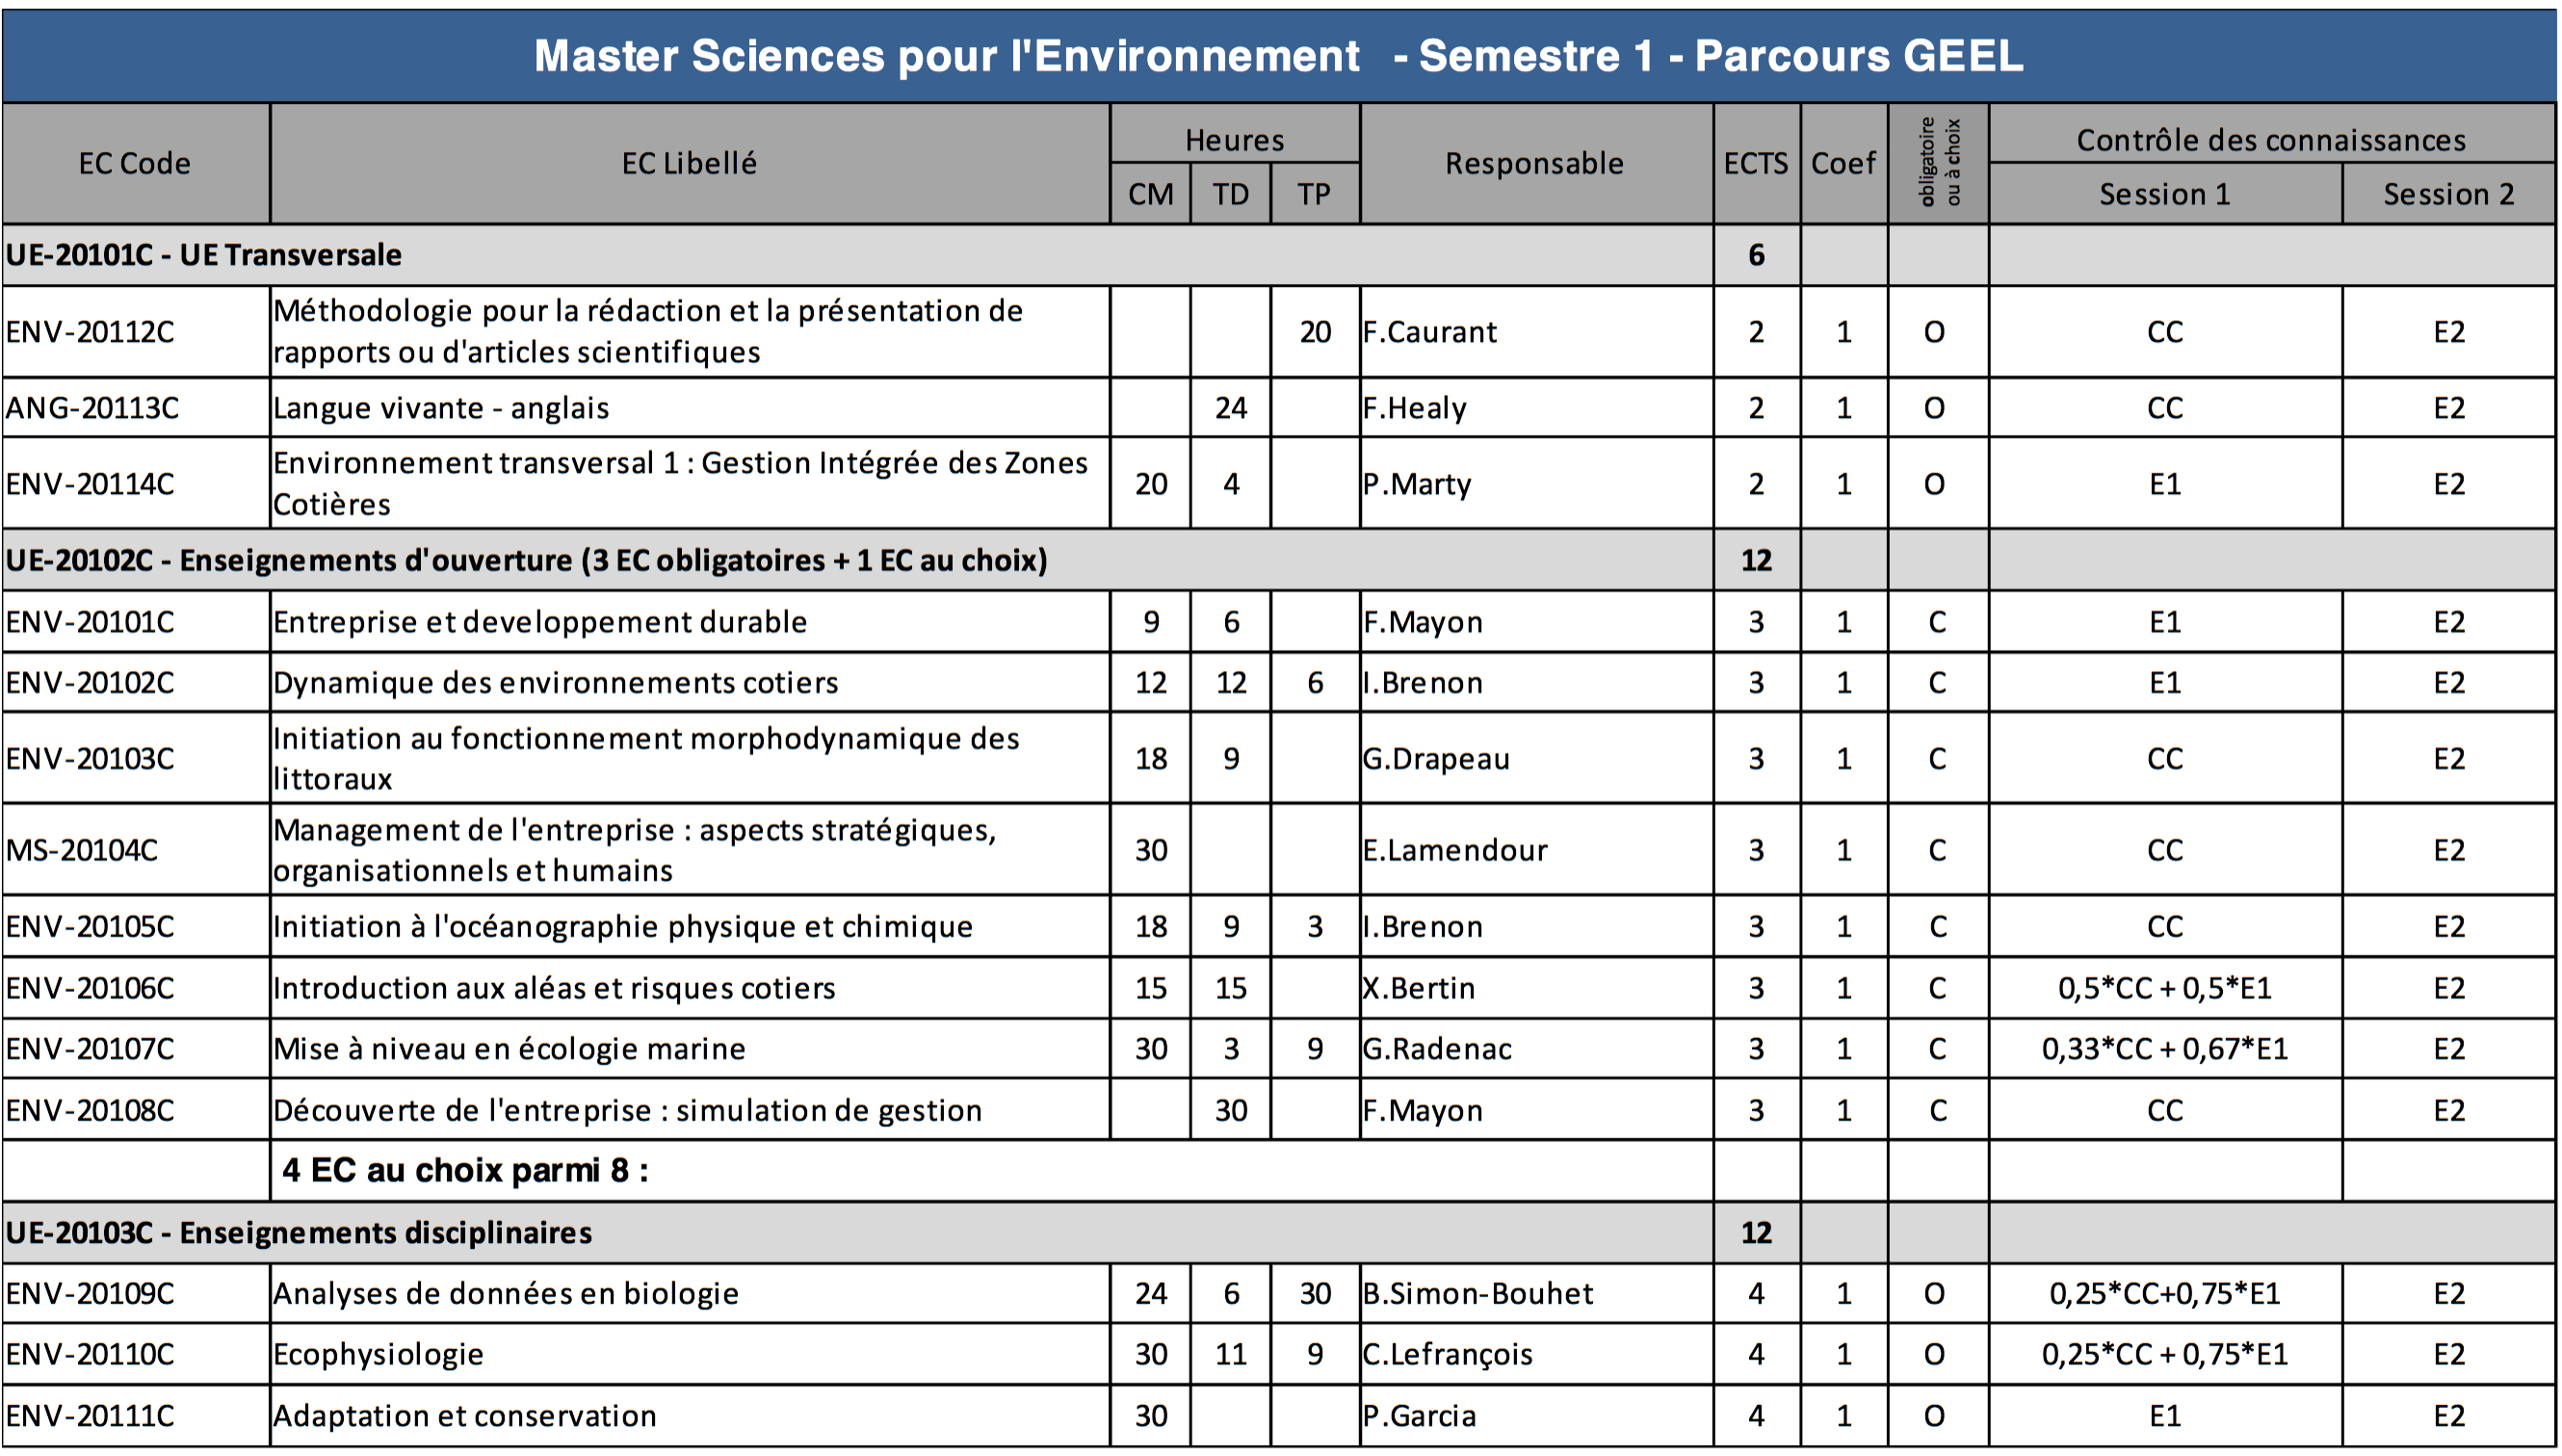 Master Sciences pour l'Environnement - Semestre 1 - Parcours GEEL
EC Code EC Libellé Heures Responsable ECTS Coef obligatoire ou à choix Contrôle des connaissances
CM TD TP Session 1 Session 2
UE-20101C - UE Transversale 6
ENV-20112C Méthodologie pour la rédaction et la présentation de rapports ou d'articles scientifiques 20 F.Caurant 2 1 O CC E2
ANG-20113C Langue vivante - anglais 24 F.Healy 2 1 O CC E2
ENV-20114C Environnement transversal 1 : Gestion Intégrée des Zones Cotières 20 4 P.Marty 2 1 O E1 E2
UE-20102C - Enseignements d'ouverture (3 EC obligatoires + 1 EC au choix) 12
ENV-20101C Entreprise et developpement durable 9 6 F.Mayon 3 1 C E1 E2
ENV-20102C Dynamique des environnements cotiers 12 12 6 I.Brenon 3 1 C E1 E2
ENV-20103C Initiation au fonctionnement morphodynamique des littoraux 18 9 G.Drapeau 3 1 C CC E2
MS-20104C Management de l'entreprise : aspects stratégiques, organisationnels et humains 30 E.Lamendour 3 1 C CC E2
ENV-20105C Initiation à l'océanographie physique et chimique 18 9 3 I.Brenon 3 1 C CC E2
ENV-20106C Introduction aux aléas et risques cotiers 15 15 X.Bertin 3 1 C 0,5*CC + 0,5*E1 E2
ENV-20107C Mise à niveau en écologie marine 30 3 9 G.Radenac 3 1 C 0,33*CC + 0,67*E1 E2
ENV-20108C Découverte de l'entreprise : simulation de gestion 30 F.Mayon 3 1 C CC E2
4 EC au choix parmi 8 :
UE-20103C - Enseignements disciplinaires 12
ENV-20109C Analyses de données en biologie 24 6 30 B.Simon-Bouhet 4 1 O 0,25*CC+0,75*E1 E2
ENV-20110C Ecophysiologie 30 11 9 C.Lefrançois 4 1 O 0,25*CC + 0,75*E1 E2
ENV-20111C Adaptation et conservation 30 P.Garcia 4 1 O E1 E2